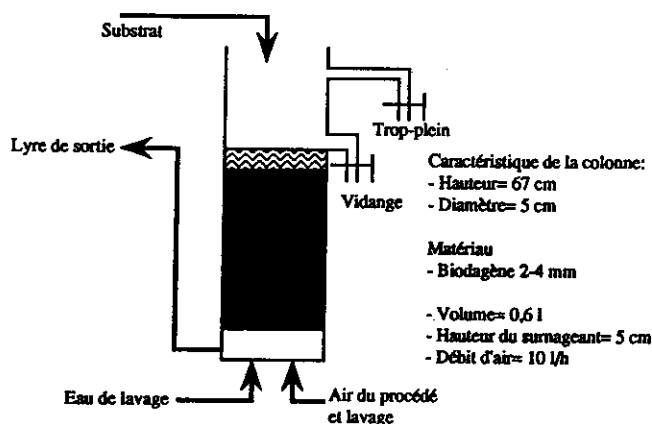 Substrat
Trop-plein
Lyre de sortie
Vidange
Caractéristique de la colonne:
- Hauteur= 67 cm
- Diamètre= 5 cm
Matériau
- Biodagène 2-4 mm
- Volume= 0,6 l
- Hauteur du surnageant= 5 cm
- Débit d'air= 10 l/h
Eau de lavage
Air du procédé
et lavage